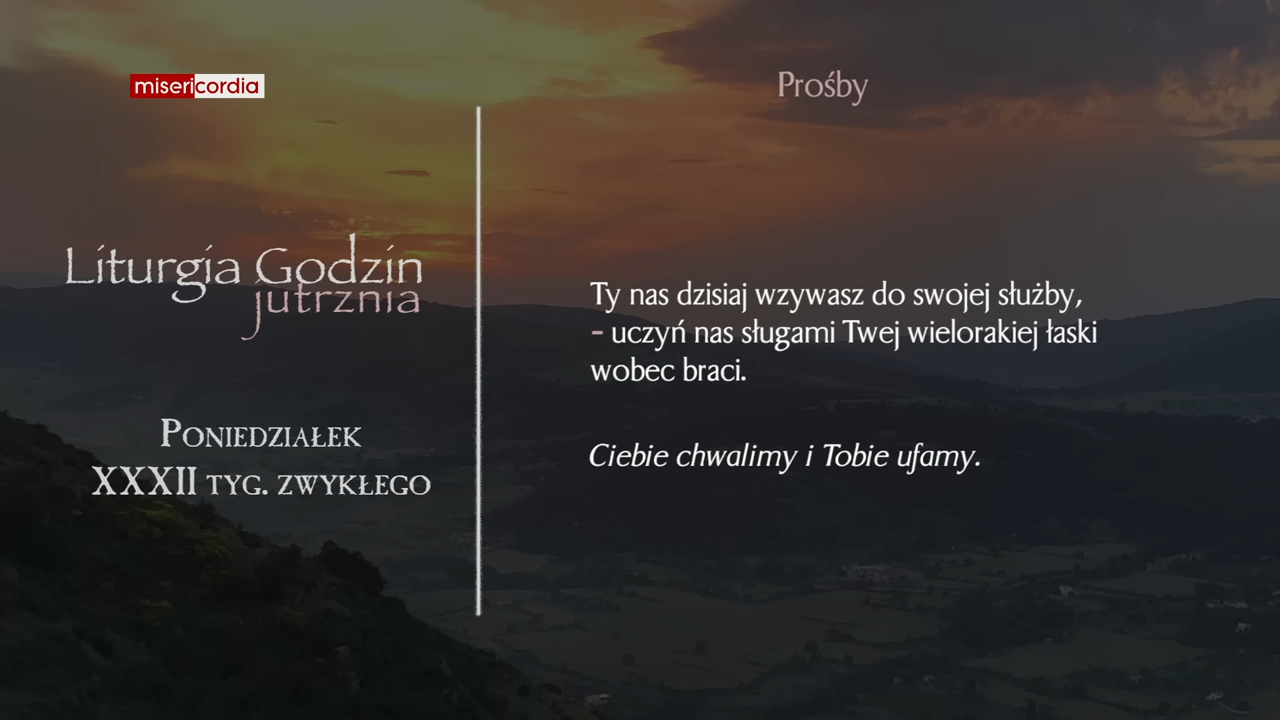 misericordia
Liturgia Godzin
jutrznia
Poniedziałek
XXXII tyg. zwykłego
Prośby
Ty nas dzisiaj wzywasz do swojej służby,
- uczyń nas sługami Twej wielorakiej łaski
wobec braci.
Ciebie chwalimy i Tobie ufamy.